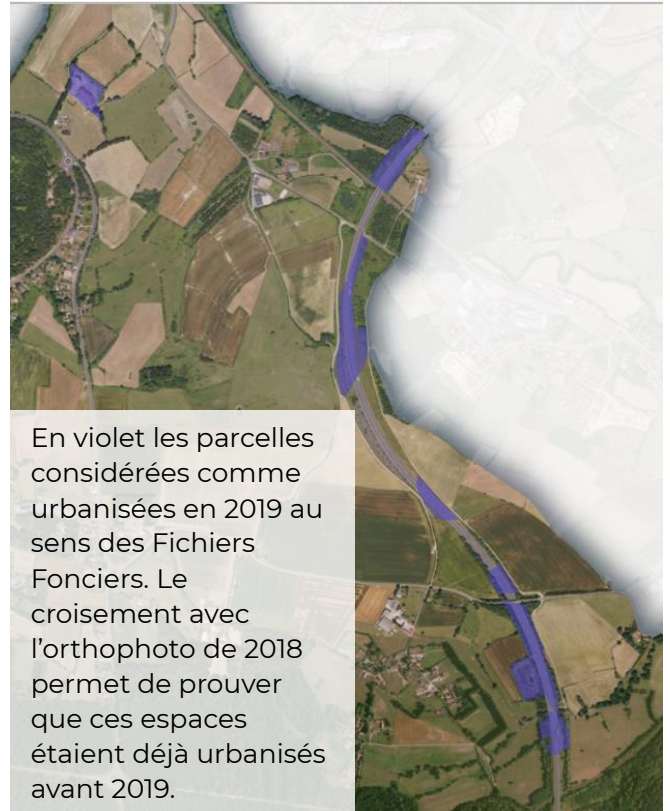 En violet les parcelles
considérées comme
urbanisées en 2019 au
sens des Fichiers
Fonciers. Le
croisement avec
l’orthophoto de 2018
permet de prouver
que ces espaces
étaient déjà urbanisés
avant 2019.